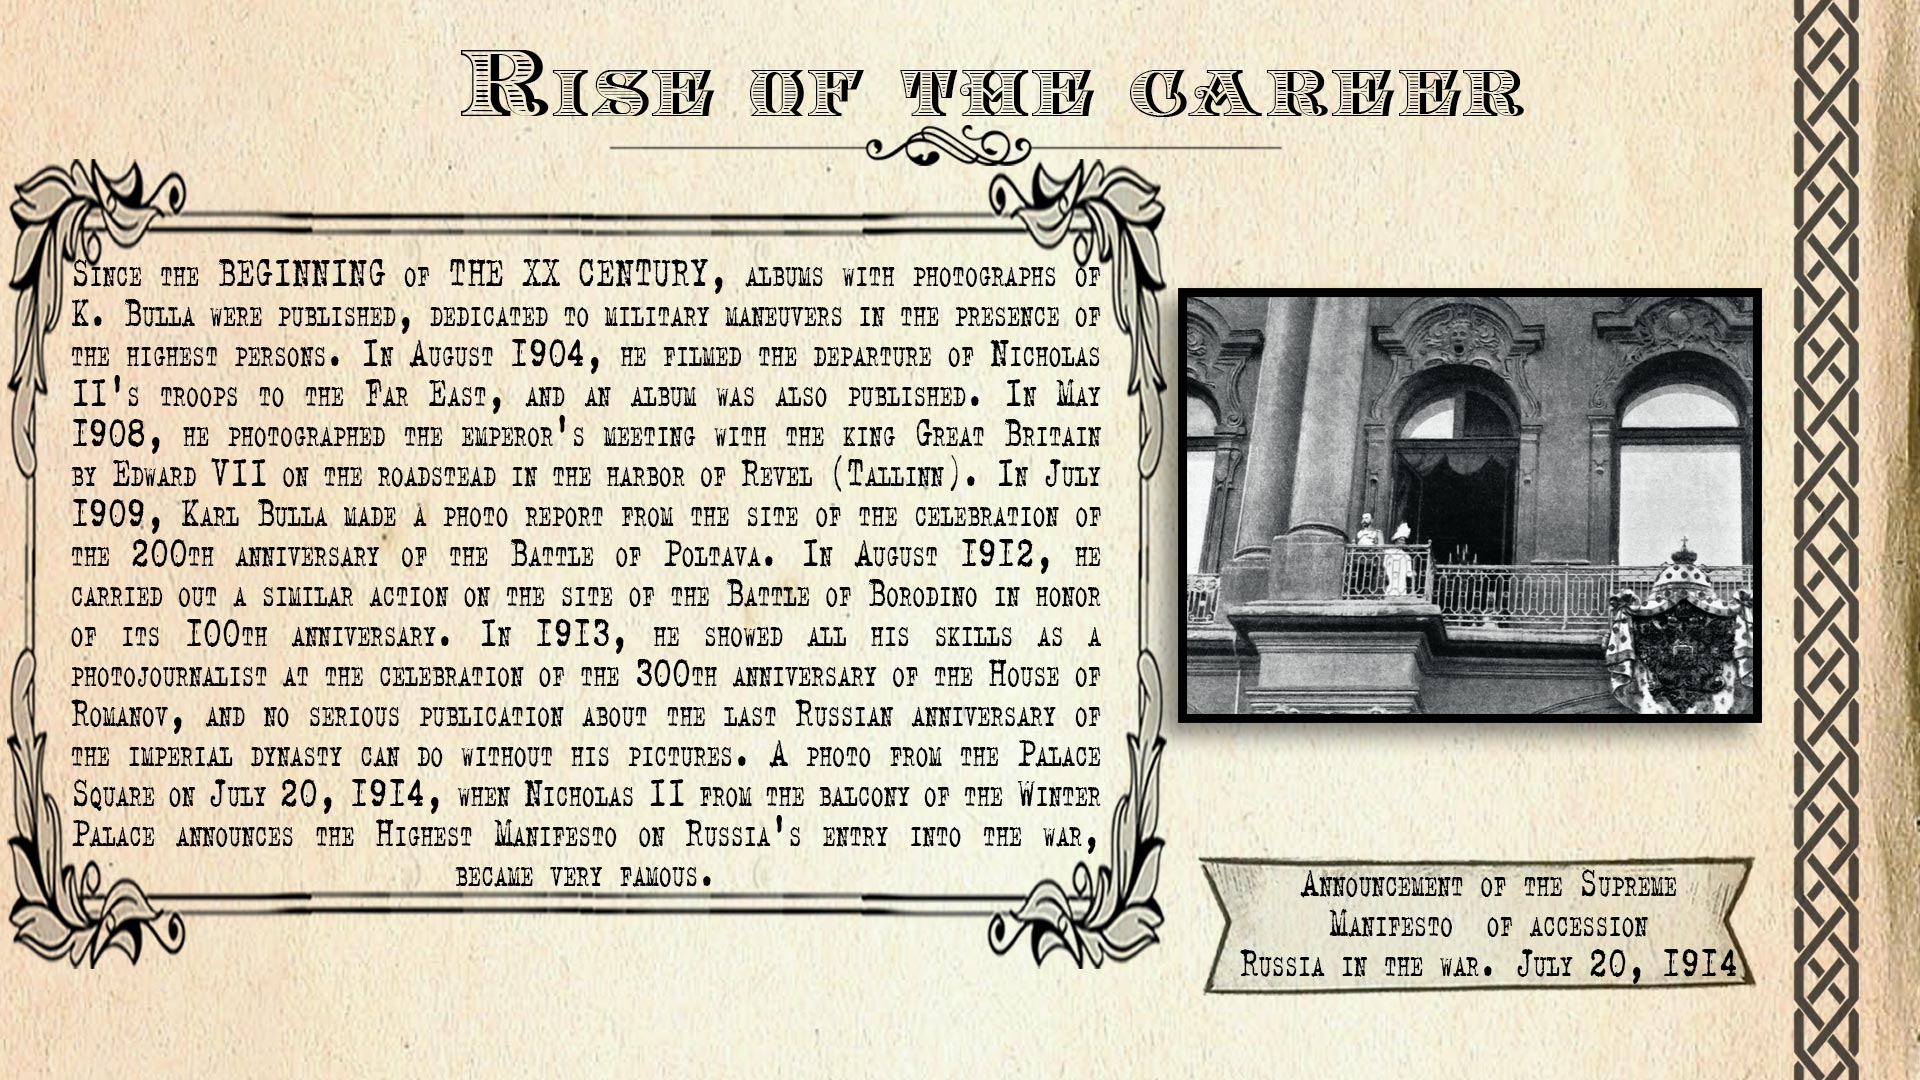 Rise of the career
Since the BEGINNING of THE XX CENTURY, albums with photographs of
K. Bulla were published, dedicated to military maneuvers in the presence of
the highest persons. In August 1904, he filmed the departure of Nicholas
II's troops to the Far East, and an album was also published. In May
1908, he photographed the emperor's meeting with the king Great Britain
by Edward VII on the roadstead in the harbor of Revel (Tallinn). In July
1909, Karl Bulla made a photo report from the site of the celebration of
the 200th anniversary of the Battle of Poltava. In August 1912, he
carried out a similar action on the site of the Battle of Borodino in honor
of its 100th anniversary. In 1913, he showed all his skills as a
photojournalist at the celebration of the 300th anniversary of the House of
Romanov, and no serious publication about the last Russian anniversary of
the imperial dynasty can do without his pictures. A photo from the Palace
Square on July 20, 1914, when Nicholas II from the balcony of the Winter
Palace announces the Highest Manifesto on Russia's entry into the war,
became very famous.
Announcement of the Supreme
Manifesto of accession
Russia in the war. July 20, 1914